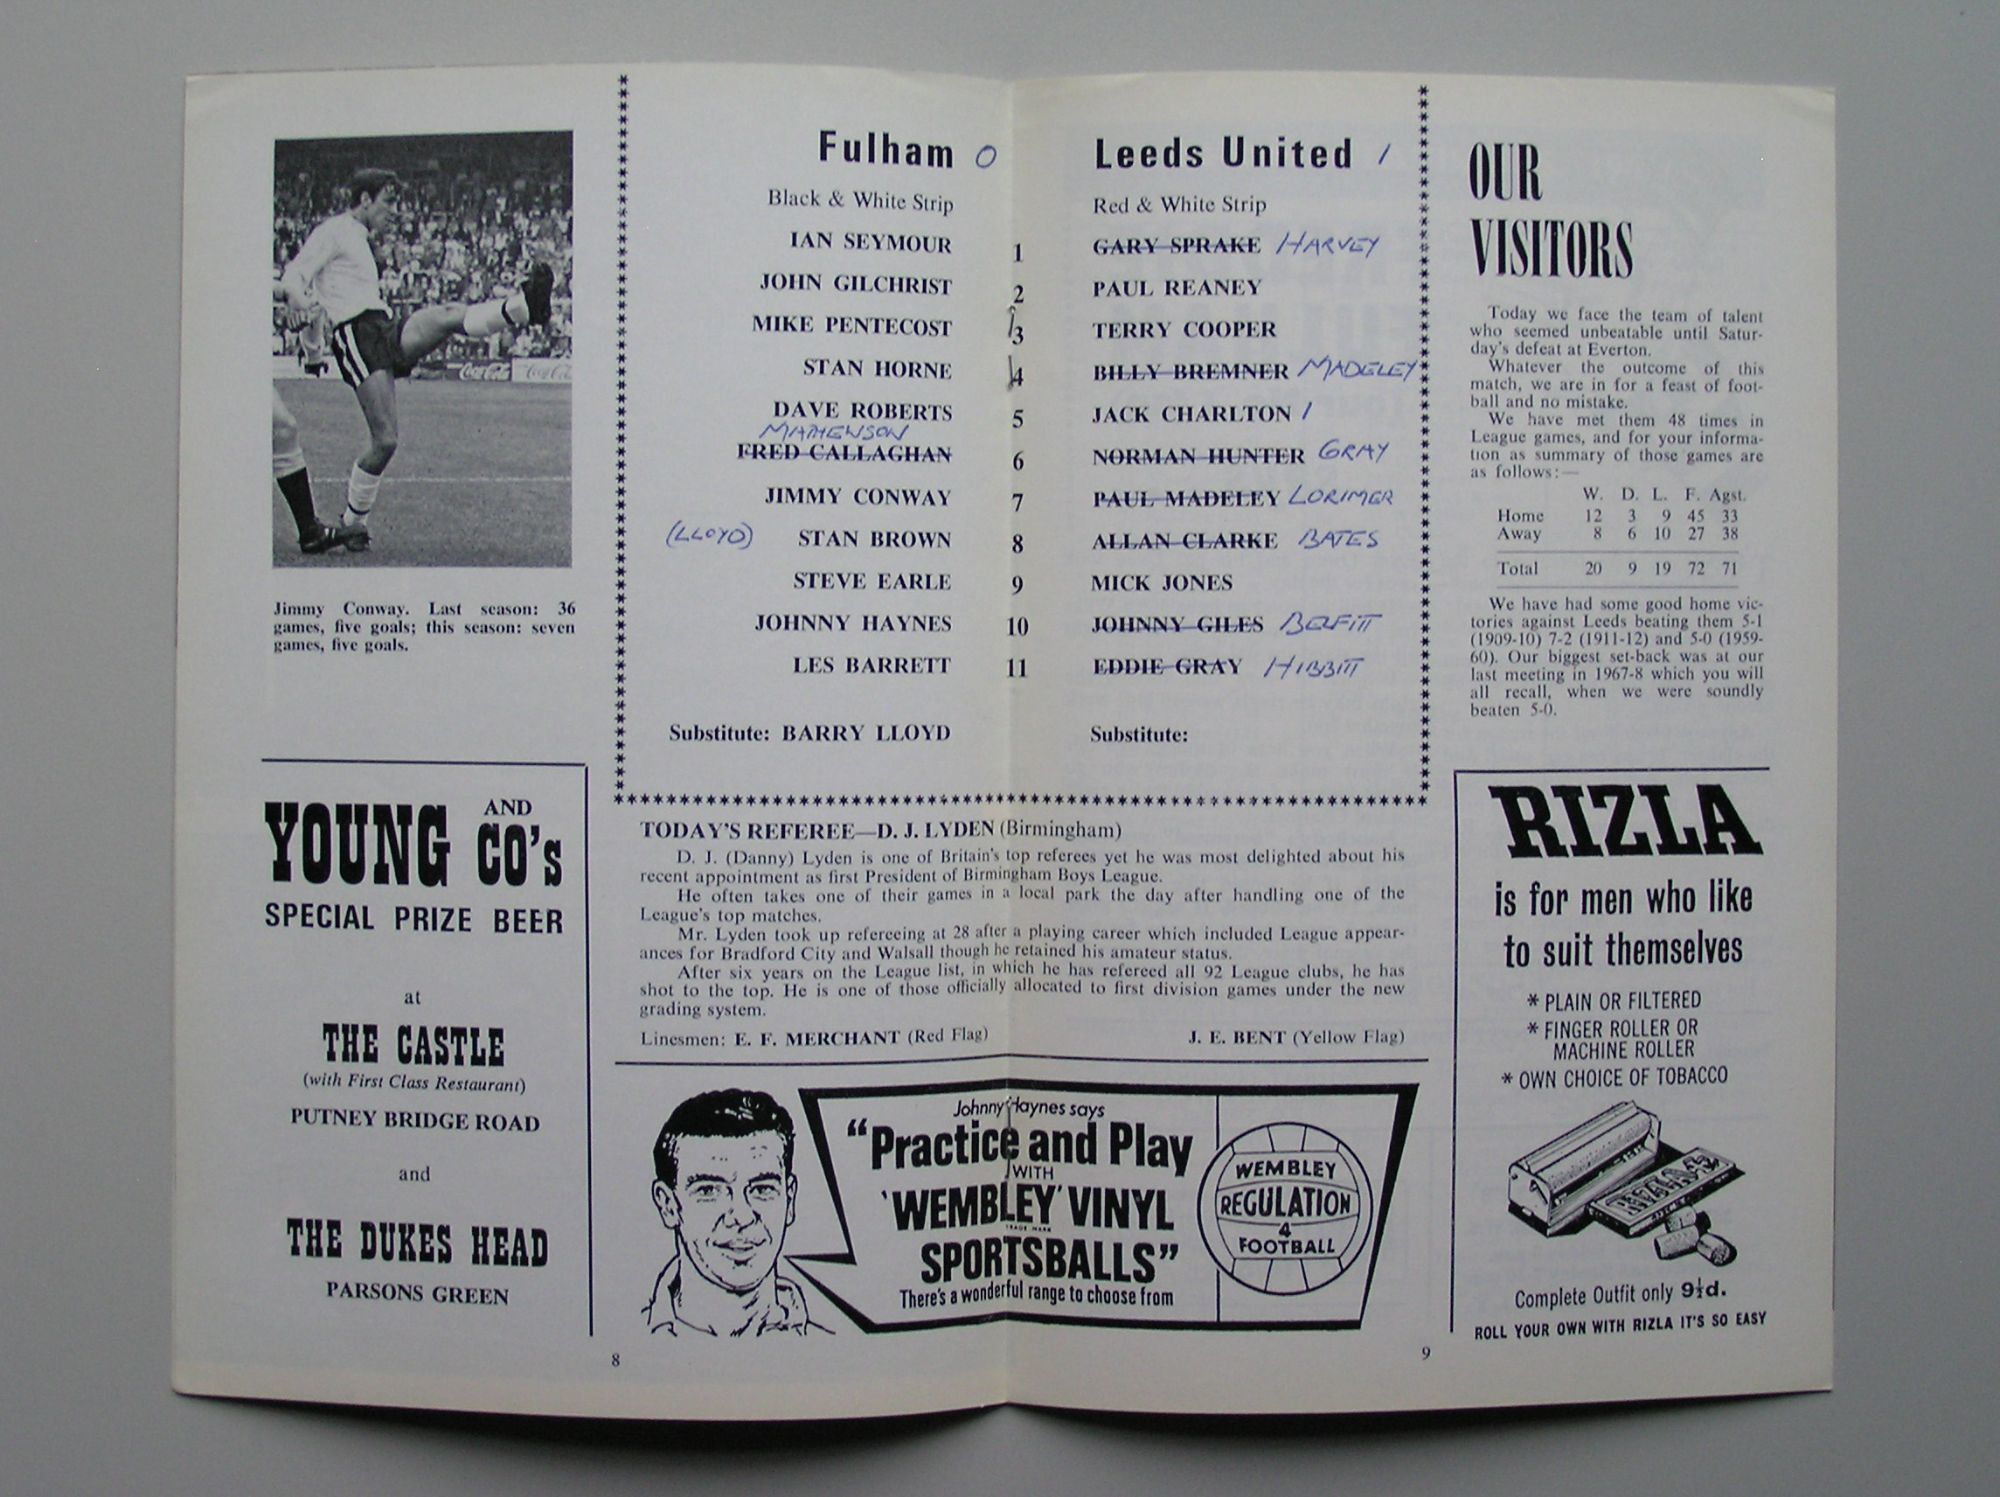 Jimmy Conway. Last season: 36
games, five goals; this season: seven
games, five goals.
YOUNG AND CO's
SPECIAL PRIZE BEER
at
THE CASTLE
(with First Class Restaurant)
PUTNEY BRIDGE ROAD
and
THE DUKES HEAD
PARSONS GREEN
Fulham 0 Leeds United 1
Black & White Strip Red & White Strip
IAN SEYMOUR 1 GARY SPRAKE HARVEY
JOHN GILCHRIST 2 PAUL REANEY
MIKE PENTECOST 3 TERRY COOPER
STAN HORNE 4 BILLY BREMNER MADELEY
DAVE ROBERTS 5 JACK CHARLTON 1
MATHEWSON
FRED CALLAGHAN 6 NORMAN HUNTER GRAY
JIMMY CONWAY 7 PAUL MADELEY LORIMER
(LLOYD) STAN BROWN 8 ALLAN CLARKE BATES
STEVE EARLE 9 MICK JONES
JOHNNY HAYNES 10 JOHNNY GILES BELFITT
LES BARRETT 11 EDDIE GRAY HIBBITT
Substitute: BARRY LLOYD Substitute:
TODAY'S REFEREE—D. J. LYDEN (Birmingham)
D. J. (Danny) Lyden is one of Britain's top referees yet he was most delighted about his
recent appointment as first President of Birmingham Boys League.
He often takes one of their games in a local park the day after handling one of the
League's top matches.
Mr. Lyden took up refereeing at 28 after a playing career which included League appear-
ances for Bradford City and Walsall though he retained his amateur status.
After six years on the League list, in which he has refereed all 92 League clubs, he has
shot to the top. He is one of those officially allocated to first division games under the new
grading system.
Linesmen: E. F. MERCHANT (Red Flag) J. E. BENT (Yellow Flag)
Johnny Haynes says
"Practice and Play
WITH
'WEMBLEY' VINYL
TRADE MARK
SPORTSBALLS"
There's a wonderful range to choose from
WEMBLEY
REGULATION
4
FOOTBALL
8
OUR
VISITORS
Today we face the team of talent
who seemed unbeatable until Satur-
day's defeat at Everton.
Whatever the outcome of this
match, we are in for a feast of foot-
ball and no mistake.
We have met them 48 times in
League games, and for your informa-
tion as summary of those games are
as follows:—
W. D. L. F. Agst.
Home 12 3 9 45 33
Away 8 6 10 27 38
Total 20 9 19 72 71
We have had some good home vic-
tories against Leeds beating them 5-1
(1909-10) 7-2 (1911-12) and 5-0 (1959-
60). Our biggest set-back was at our
last meeting in 1967-8 which you will
all recall, when we were soundly
beaten 5-0.
RIZLA
is for men who like
to suit themselves
* PLAIN OR FILTERED
* FINGER ROLLER OR
MACHINE ROLLER
* OWN CHOICE OF TOBACCO
Complete Outfit only 9½d.
ROLL YOUR OWN WITH RIZLA IT'S SO EASY
9